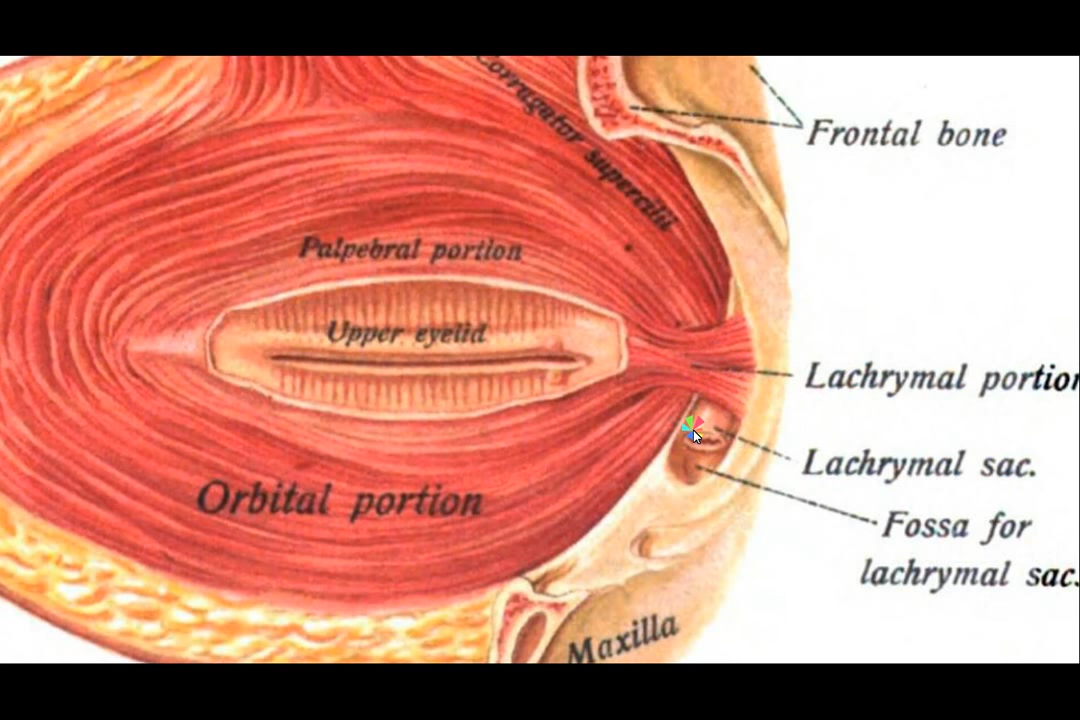 Corrugator supercilii
Frontal bone
Palpebral portion
Upper eyelid
Lachrymal portion
Lachrymal sac.
Orbital portion
Fossa for
lachrymal sac.
Maxilla